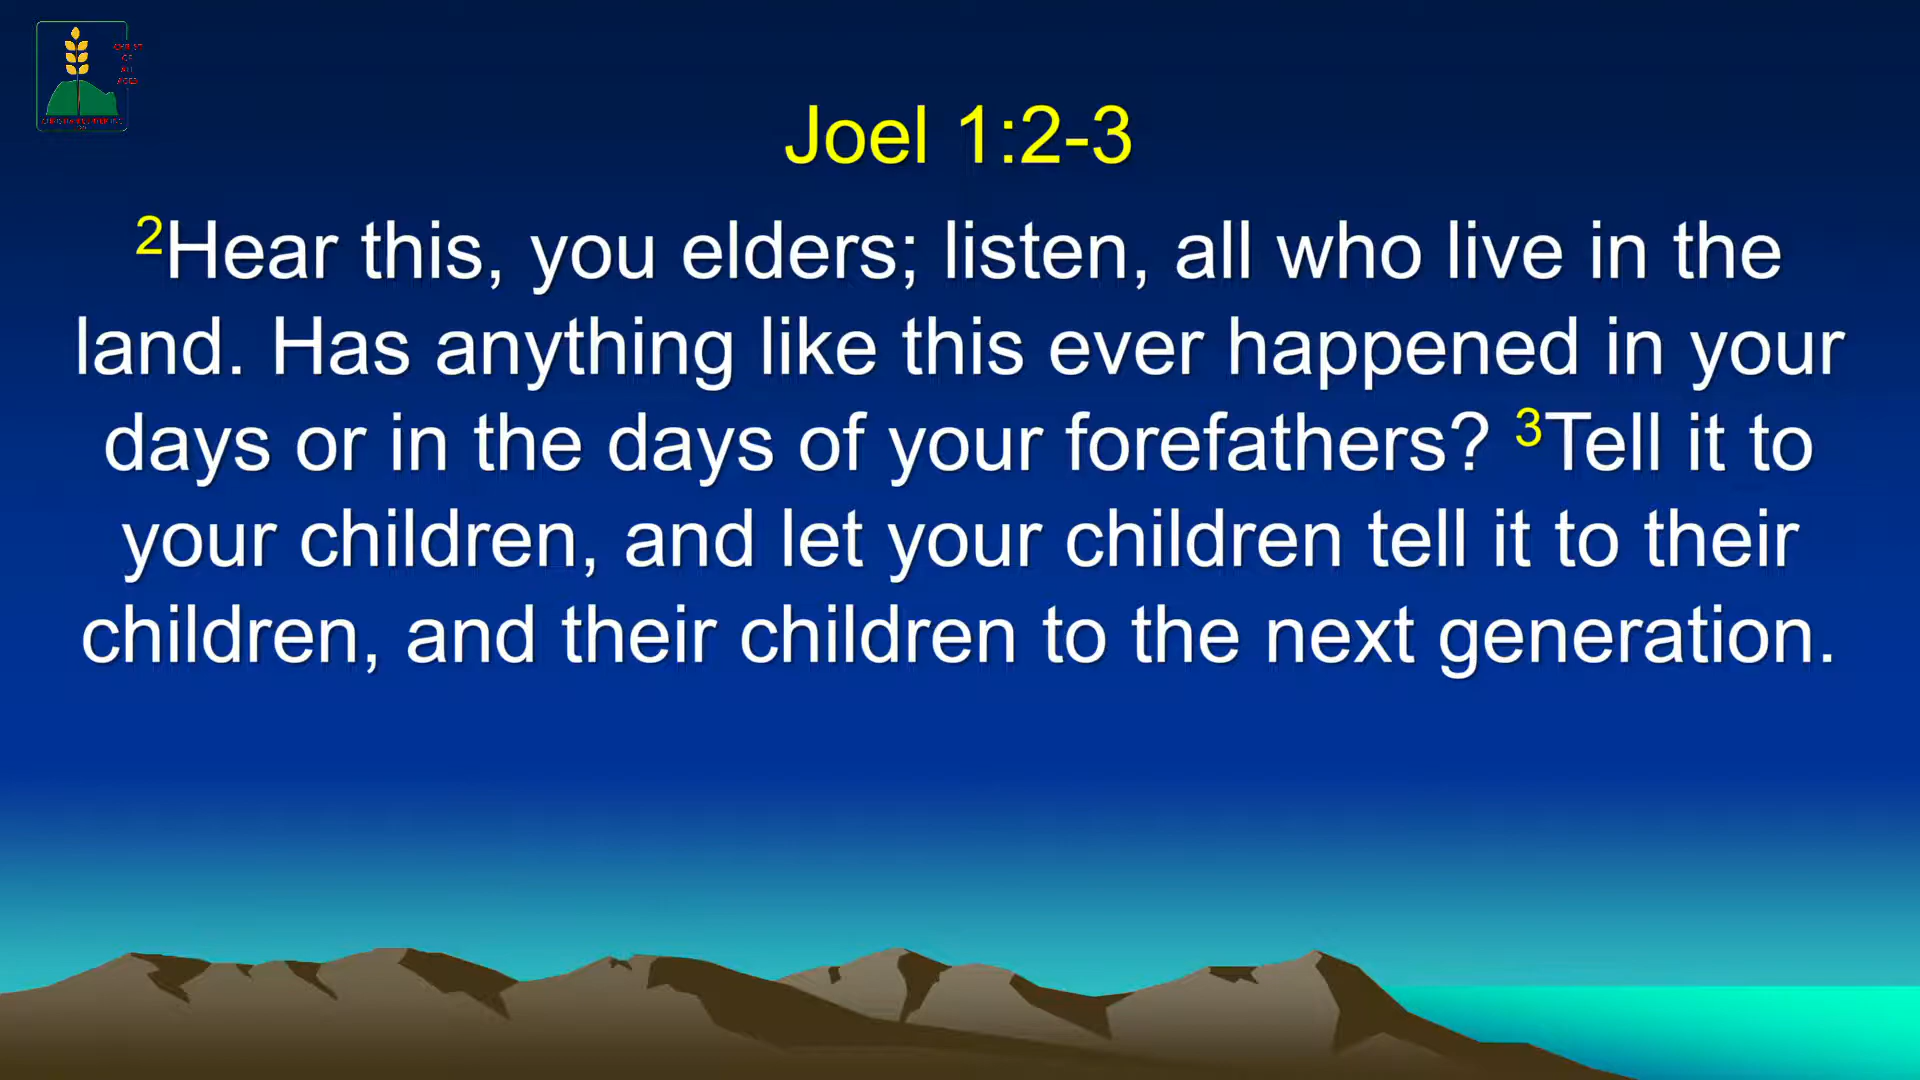 Joel 1:2-3
2Hear this, you elders; listen, all who live in the
land. Has anything like this ever happened in your
days or in the days of your forefathers? 3Tell it to
your children, and let your children tell it to their
children, and their children to the next generation.